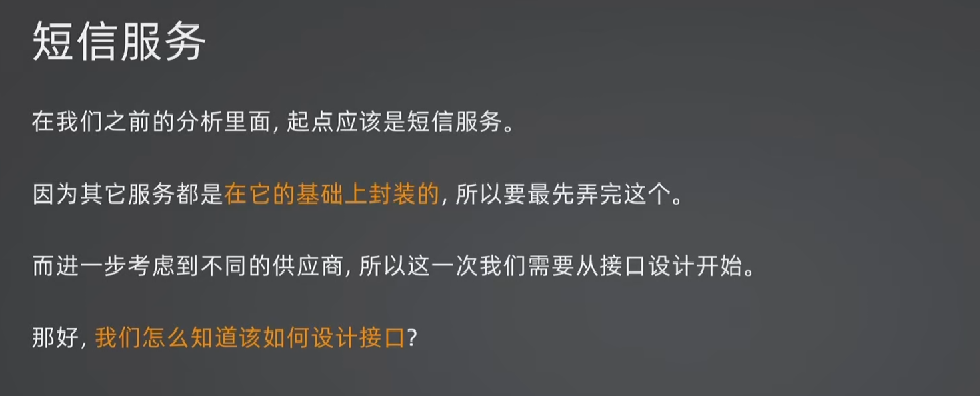 短信服务
在我们之前的分析里面, 起点应该是短信服务。
因为其它服务都是在它的基础上封装的, 所以要最先弄完这个。
而进一步考虑到不同的供应商, 所以这一次我们需要从接口设计开始。
那好, 我们怎么知道该如何设计接口?